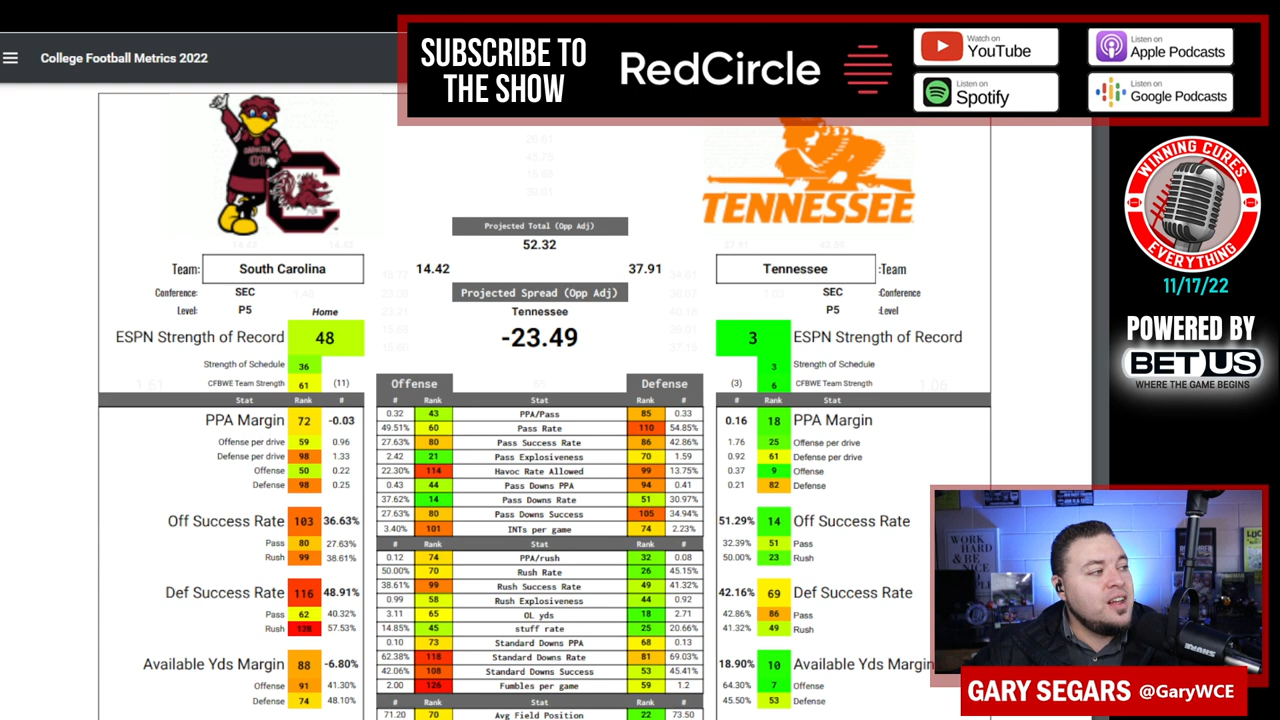 College Football Metrics 2022
SUBSCRIBE TO
THE SHOW
RedCircle
Watch on
YouTube
Listen on
Apple Podcasts
Listen on
Spotify
Listen on
Google Podcasts
WINNING CURES
EVERYTHING
11/17/22
POWERED BY
BETUS
WHERE THE GAME BEGINS
TENNESSEE
Projected Total (Opp Adj)
52.32
Team: South Carolina 14.42 37.91 Tennessee :Team
Conference: SEC Projected Spread (Opp Adj) SEC :Conference
Level: P5 Home Tennessee P5 :Level
ESPN Strength of Record 48 -23.49 3 ESPN Strength of Record
Strength of Schedule 36 3 Strength of Schedule
CFBWE Team Strength 61 (11) Offense Defense (3) 6 CFBWE Team Strength
Stat Rank # # Rank Stat Rank # # Rank Stat
PPA Margin 72 -0.03 0.16 18 PPA Margin
Offense per drive 59 0.96 1.76 25 Offense per drive
Defense per drive 98 1.33 0.92 61 Defense per drive
Offense 50 0.22 0.37 9 Offense
Defense 98 0.25 0.21 82 Defense
Off Success Rate 103 36.63% 51.29% 14 Off Success Rate
Pass 80 27.63% 32.39% 51 Pass
Rush 99 38.61% 50.00% 23 Rush
Def Success Rate 116 48.91% 42.16% 69 Def Success Rate
Pass 62 40.32% 42.86% 86 Pass
Rush 57.53% 41.32% 49 Rush
Available Yds Margin 88 -6.80% 18.90% 10 Available Yds Margin
Offense 91 41.30% 64.30% 7 Offense
Defense 74 48.10% 45.50% 53 Defense
0.32 43 PPA/Pass 85 0.33
49.51% 60 Pass Rate 110 54.85%
27.63% 80 Pass Success Rate 86 42.86%
2.42 21 Pass Explosiveness 70 1.59
22.30% 114 Havoc Rate Allowed 99 13.75%
0.43 44 Pass Downs PPA 94 0.41
37.62% 14 Pass Downs Rate 51 30.97%
27.63% 80 Pass Downs Success 105 34.94%
3.40% 101 INTs per game 74 2.23%
# Rank Stat Rank #
0.12 74 PPA/rush 32 0.08
50.00% 70 Rush Rate 26 45.15%
38.61% 99 Rush Success Rate 49 41.32%
0.99 58 Rush Explosiveness 44 0.92
3.11 65 OL yds 18 2.71
14.85% 45 stuff rate 25 20.66%
0.10 73 Standard Downs PPA 68 0.13
62.38% 118 Standard Downs Rate 81 69.03%
42.06% 108 Standard Downs Success 53 45.41%
2.00 126 Fumbles per game 59 1.2
# Rank Stat Rank #
71.20 70 Avg Field Position 22 73.50
WORK
HARD
& BE
GARY SEGARS @GaryWCE